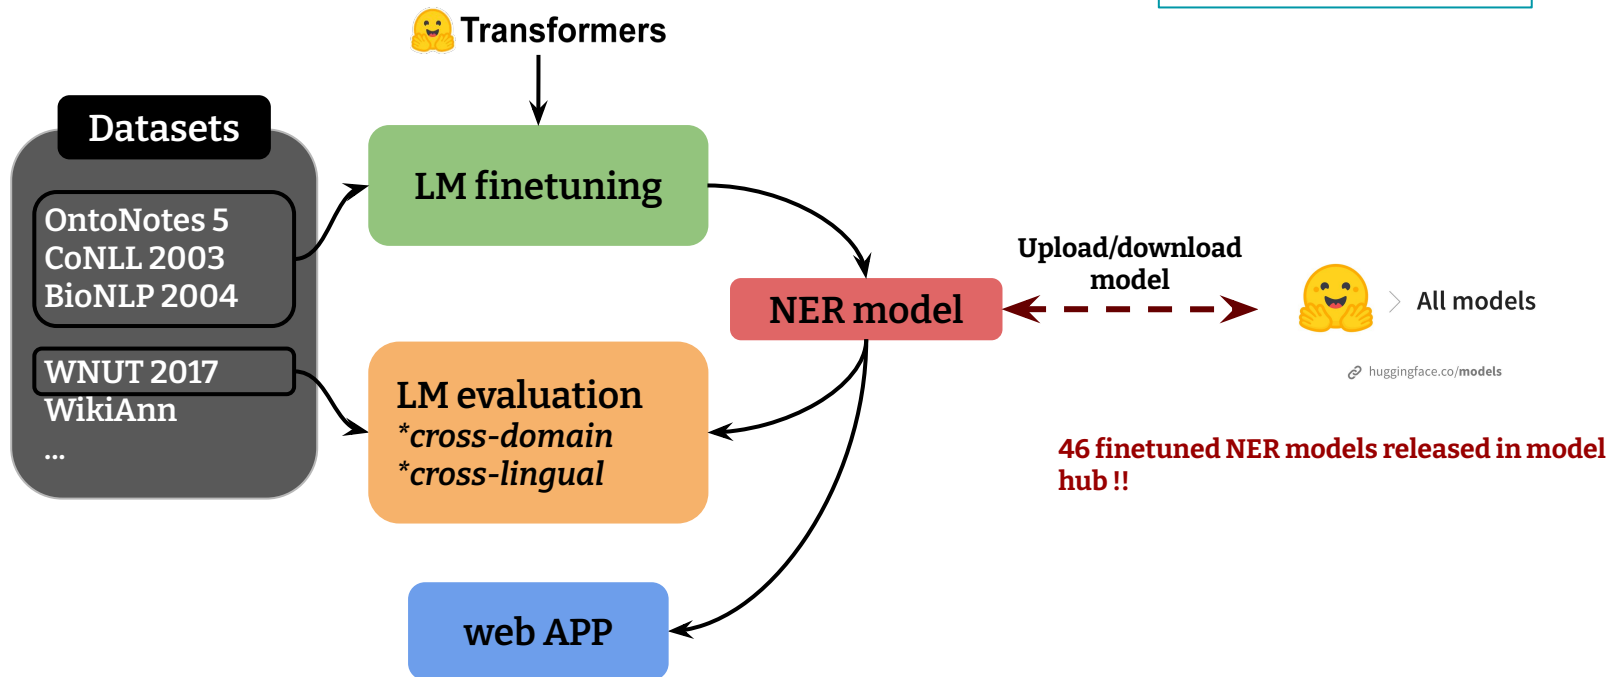 Transformers
Datasets
OntoNotes 5
CoNLL 2003
BioNLP 2004
WNUT 2017
WikiAnn
...
LM finetuning
NER model
LM evaluation
*cross-domain
*cross-lingual
web APP
Upload/download
model
All models
huggingface.co/models
46 finetuned NER models released in model
hub !!